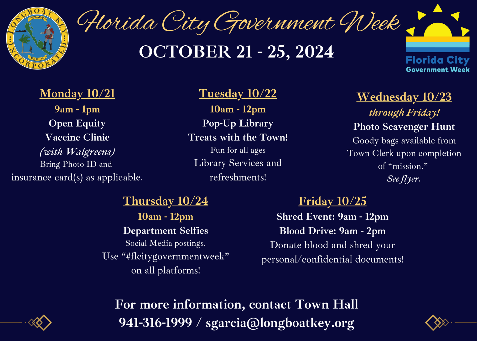 Florida City Government Week
OCTOBER 21 - 25, 2024
Florida City
Government Week
Monday 10/21
9am - 1pm
Open Equity
Vaccine Clinic
(with Walgreens)
Bring Photo ID and
insurance card(s) as applicable.
Tuesday 10/22
10am - 12pm
Pop-Up Library
Treats with the Town!
Fun for all ages
Library Services and
refreshments!
Wednesday 10/23
through Friday!
Photo Scavenger Hunt
Goody bags available from
Town Clerk upon completion
of “mission.”
See flyer.
Thursday 10/24
10am - 12pm
Department Selfies
Social Media postings.
Use “#flcitygovernmentweek”
on all platforms!
Friday 10/25
Shred Event: 9am - 12pm
Blood Drive: 9am - 2pm
Donate blood and shred your
personal/confidential documents!
For more information, contact Town Hall
941-316-1999 / sgarcia@longboatkey.org